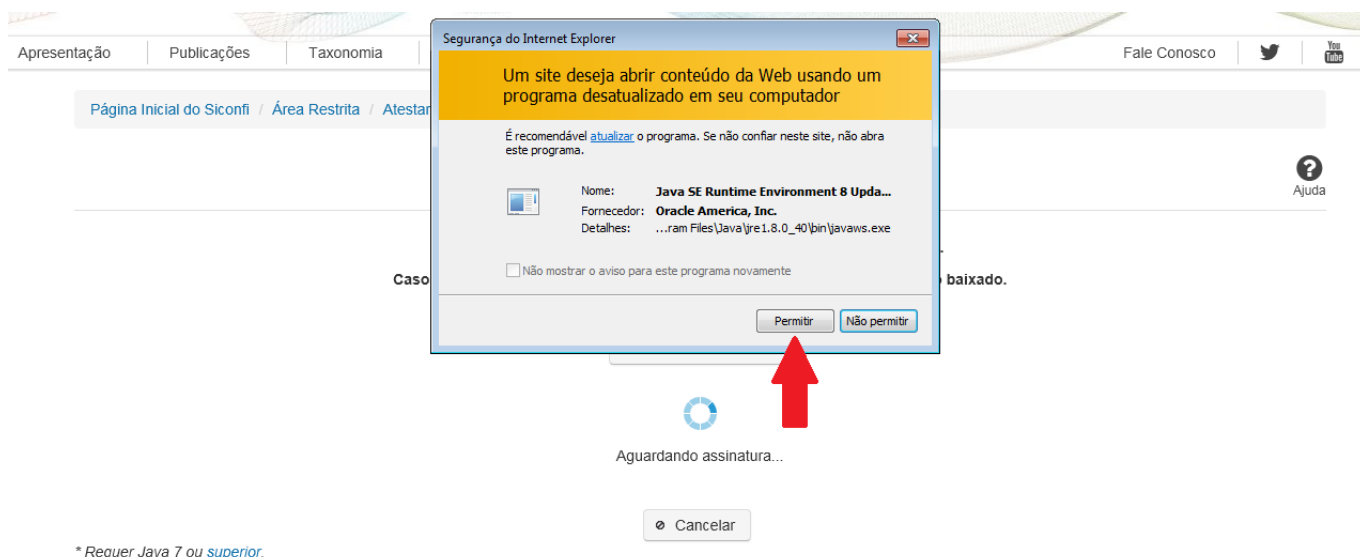 Segurança do Internet Explorer
Um site deseja abrir conteúdo da Web usando um
programa desatualizado em seu computador
É recomendável atualizar o programa. Se não confiar neste site, não abra
este programa.
Nome: Java SE Runtime Environment 8 Upda...
Fornecedor: Oracle America, Inc.
Detalhes: ...ram Files\Java\jre1.8.0_40\bin\javaws.exe
Não mostrar o aviso para este programa novamente
Permitir Não permitir
Apresentação Publicações Taxonomia Fale Conosco You Tube
Página Inicial do Siconfi / Área Restrita / Atestar
Ajuda
Caso baixado.
Aguardando assinatura...
Cancelar
* Requer Java 7 ou superior.